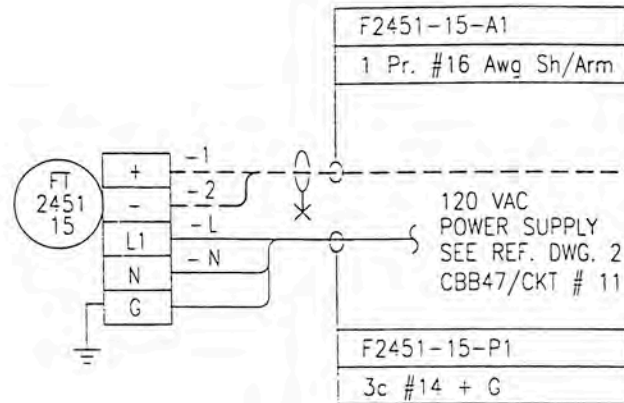 F2451-15-A1
1 Pr. #16 Awg Sh/Arm
FT
2451
15
+
-
L1
N
G
-1
-2
-L
-N
120 VAC
POWER SUPPLY
SEE REF. DWG. 2
CBB47/CKT # 11
F2451-15-P1
3c #14 + G